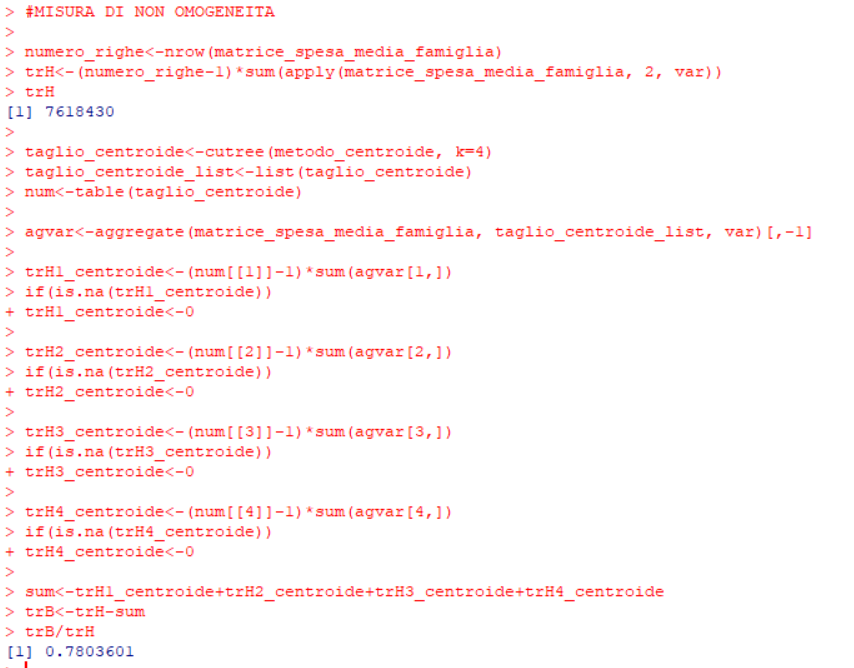 > #MISURA DI NON OMOGENEITA
>
> numero_righe<-nrow(matrice_spesa_media_famiglia)
> trH<-(numero_righe-1)*sum(apply(matrice_spesa_media_famiglia, 2, var))
> trH
[1] 7618430
>
> taglio_centroide<-cutree(metodo_centroide, k=4)
> taglio_centroide_list<-list(taglio_centroide)
> num<-table(taglio_centroide)
>
> agvar<-aggregate(matrice_spesa_media_famiglia, taglio_centroide_list, var)[,-1]
>
> trH1_centroide<-(num[[1]]-1)*sum(agvar[1,])
> if(is.na(trH1_centroide))
+ trH1_centroide<-0
>
> trH2_centroide<-(num[[2]]-1)*sum(agvar[2,])
> if(is.na(trH2_centroide))
+ trH2_centroide<-0
>
> trH3_centroide<-(num[[3]]-1)*sum(agvar[3,])
> if(is.na(trH3_centroide))
+ trH3_centroide<-0
>
> trH4_centroide<-(num[[4]]-1)*sum(agvar[4,])
> if(is.na(trH4_centroide))
+ trH4_centroide<-0
>
> sum<-trH1_centroide+trH2_centroide+trH3_centroide+trH4_centroide
> trB<-trH-sum
> trB/trH
[1] 0.7803601